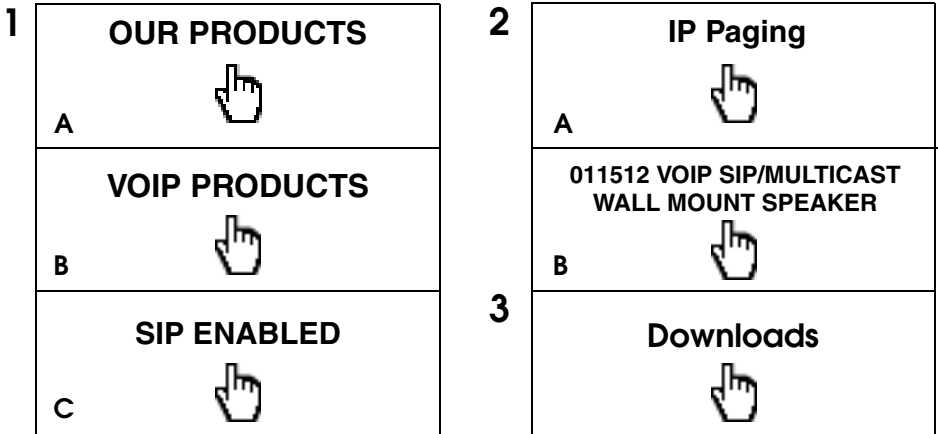 1
OUR PRODUCTS
A
VOIP PRODUCTS
B
SIP ENABLED
C
2
IP Paging
A
011512 VOIP SIP/MULTICAST
WALL MOUNT SPEAKER
B
3
Downloads